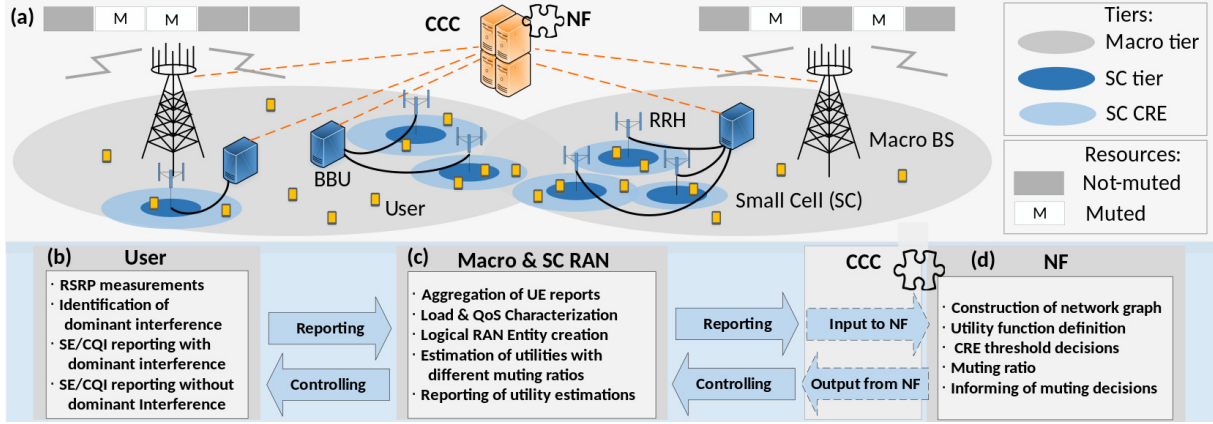 (a)
M M
CCC NF
M M
Tiers:
Macro tier
SC tier
SC CRE
RRH
Macro BS
BBU
User
Small Cell (SC)
Resources:
Not-muted
M Muted
(b) User
· RSRP measurements
· Identification of
dominant interference
· SE/CQI reporting with
dominant interference
· SE/CQI reporting without
dominant Interference
Reporting
Controlling
(c) Macro & SC RAN
· Aggregation of UE reports
· Load & QoS Characterization
· Logical RAN Entity creation
· Estimation of utilities with
different muting ratios
· Reporting of utility estimations
Reporting
Controlling
CCC
Input to NF
Output from NF
(d) NF
· Construction of network graph
· Utility function definition
· CRE threshold decisions
· Muting ratio
· Informing of muting decisions